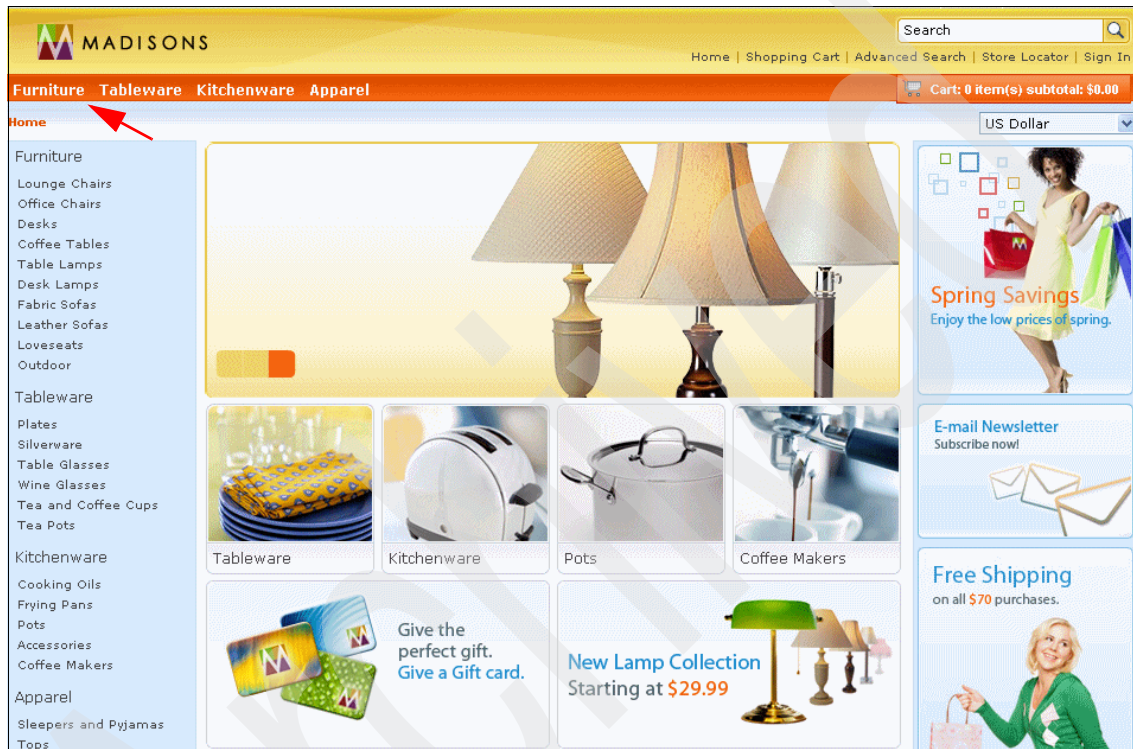 MADISONS
Search
Home | Shopping Cart | Advanced Search | Store Locator | Sign In
Furniture Tableware Kitchenware Apparel
Cart: 0 item(s) subtotal: $0.00
Home
US Dollar
Furniture
Lounge Chairs
Office Chairs
Desks
Coffee Tables
Table Lamps
Desk Lamps
Fabric Sofas
Leather Sofas
Loveseats
Outdoor
Tableware
Plates
Silverware
Table Glasses
Wine Glasses
Tea and Coffee Cups
Tea Pots
Kitchenware
Cooking Oils
Frying Pans
Pots
Accessories
Coffee Makers
Apparel
Sleepers and Pyjamas
Tops
Tableware
Kitchenware
Pots
Coffee Makers
Give the
perfect gift.
Give a Gift card.
New Lamp Collection
Starting at $29.99
Spring Savings
Enjoy the low prices of spring.
E-mail Newsletter
Subscribe now!
Free Shipping
on all $70 purchases.